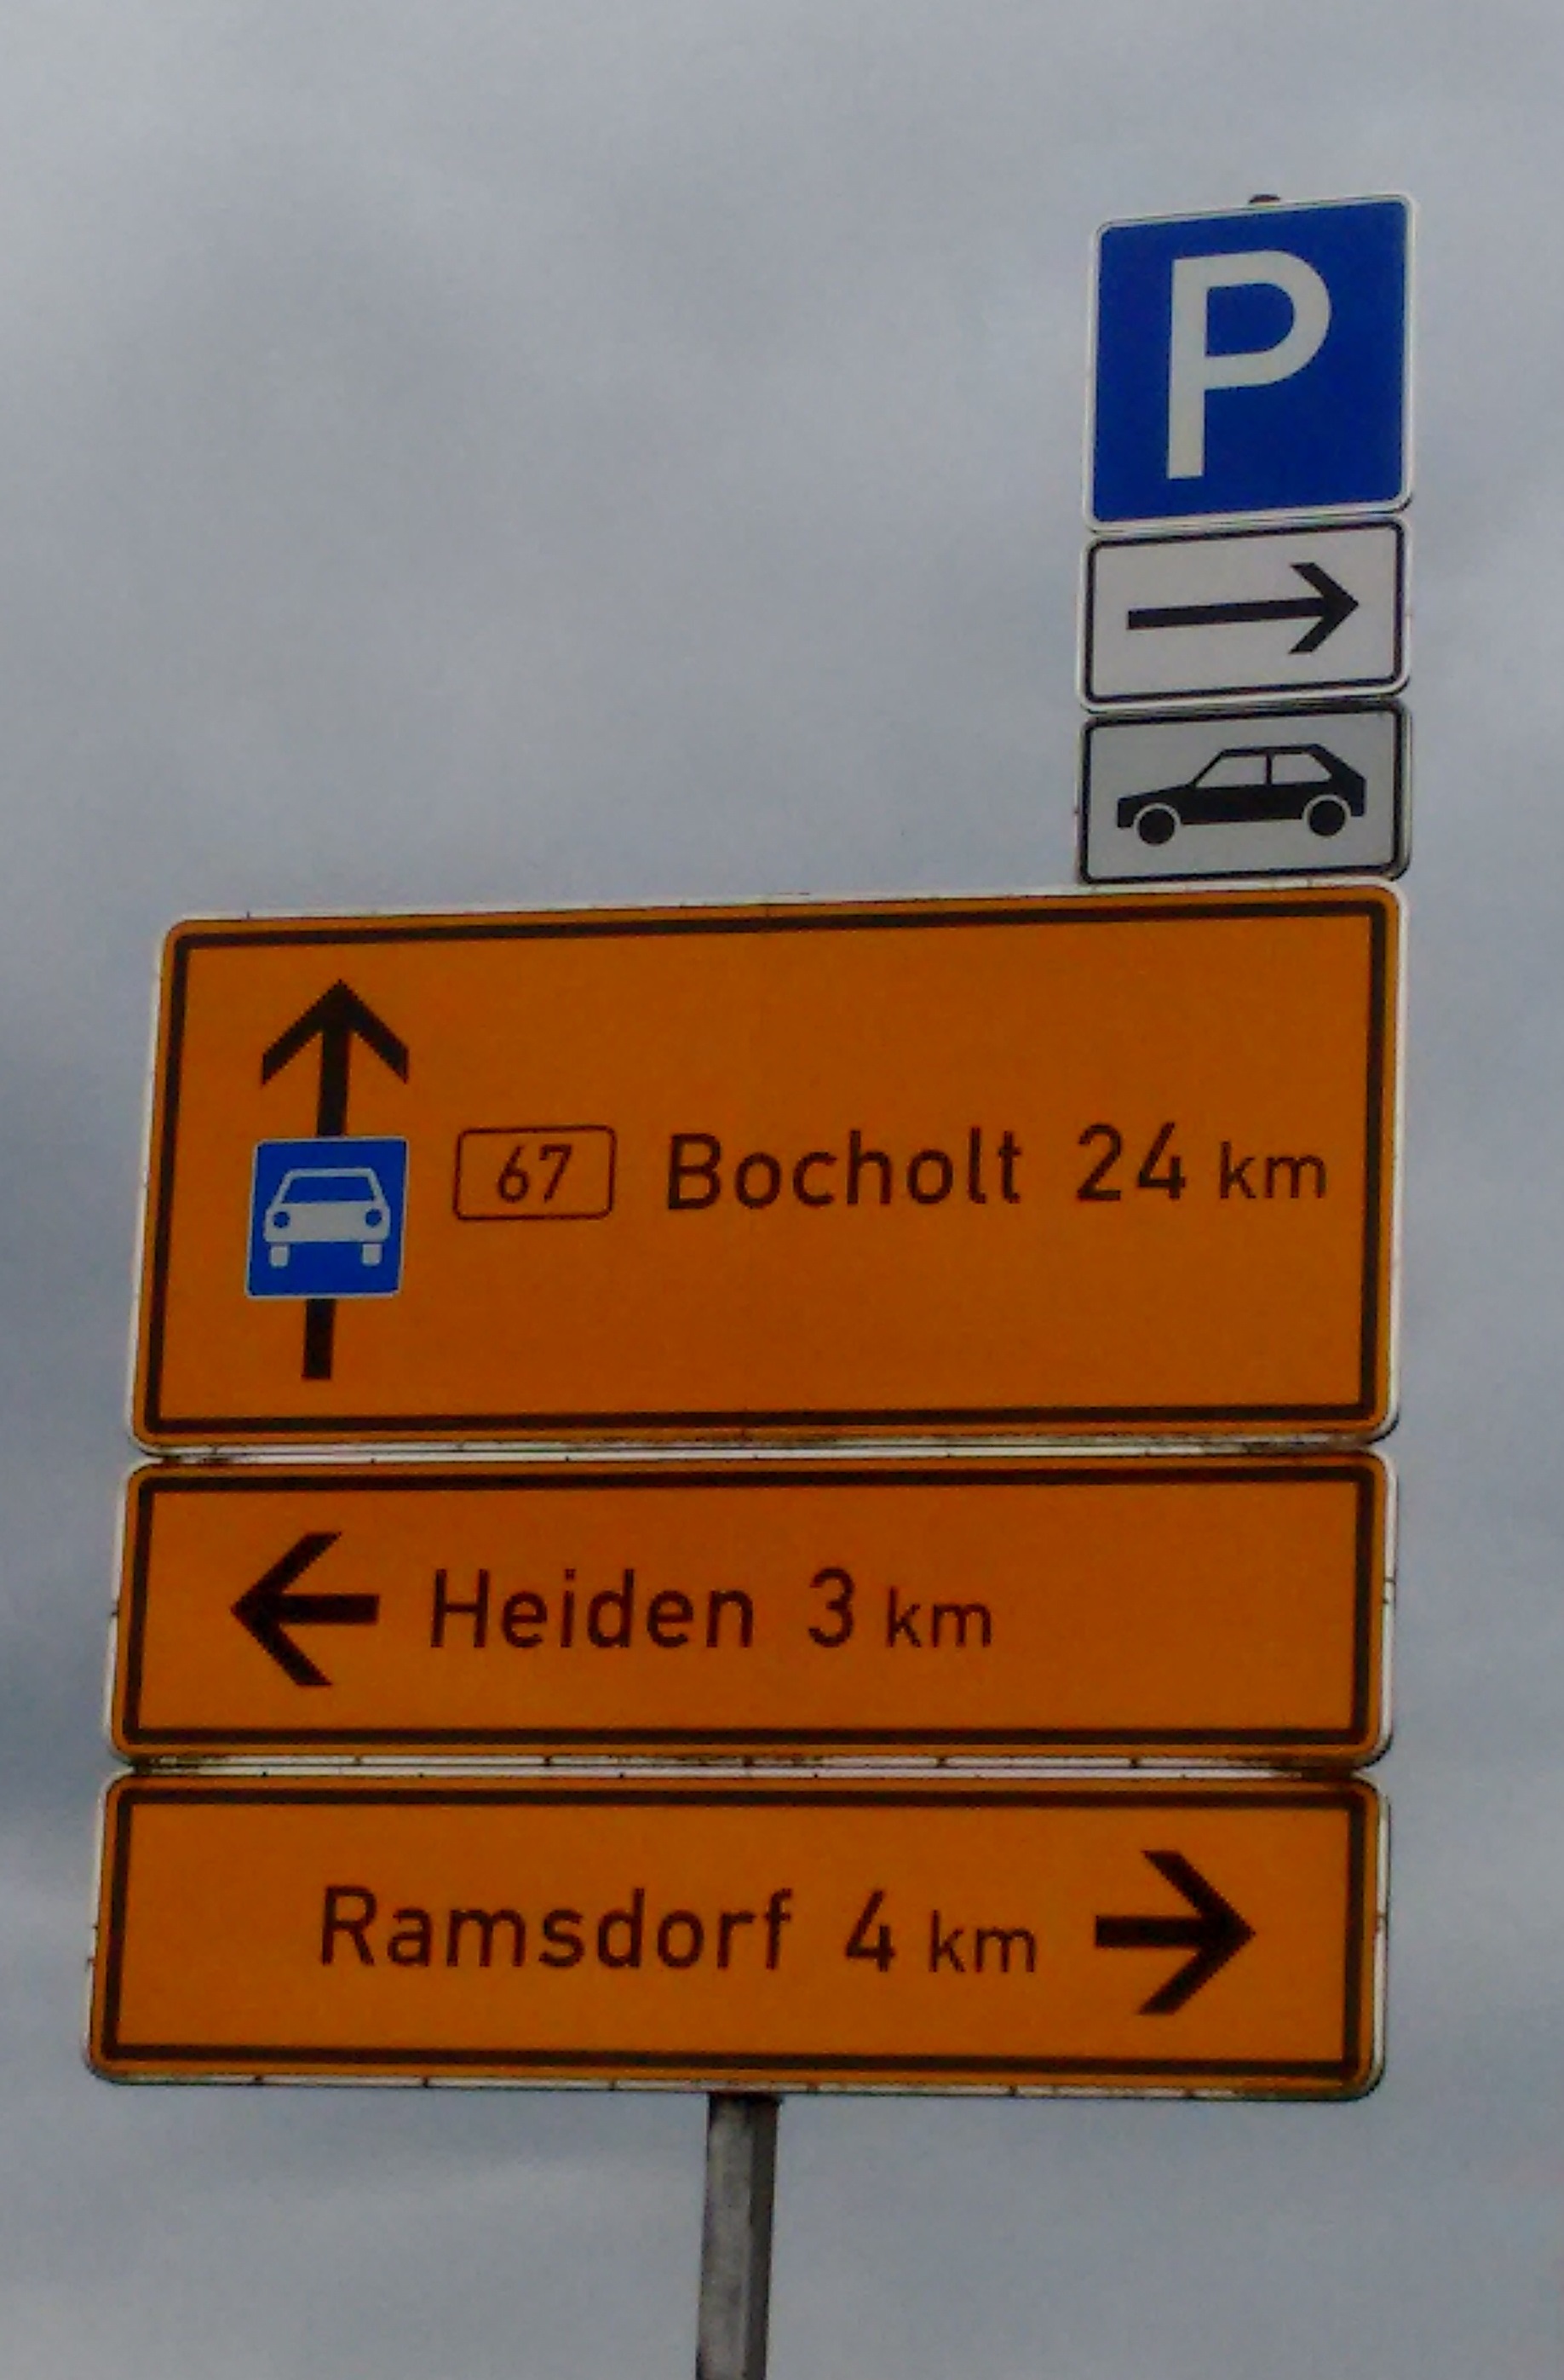 P
67 Bocholt 24 km
Heiden 3 km
Ramsdorf 4 km